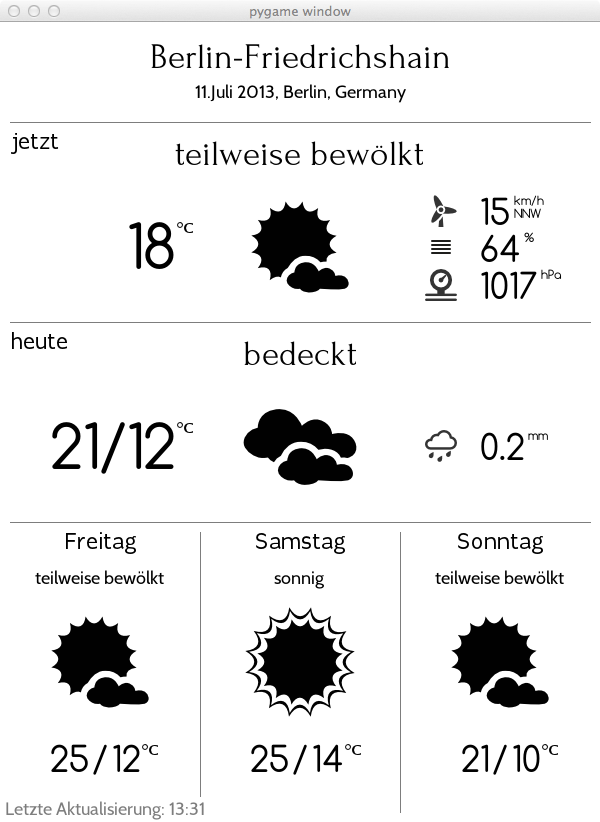 pygame window
Berlin-Friedrichshain
11.Juli 2013, Berlin, Germany
jetzt
teilweise bewölkt
18 °C
15 km/h NNW
64 %
1017 hPa
heute
bedeckt
21/12 °C
0.2 mm
Freitag
teilweise bewölkt
25/12 °C
Samstag
sonnig
25/14 °C
Sonntag
teilweise bewölkt
21/10 °C
Letzte Aktualisierung: 13:31